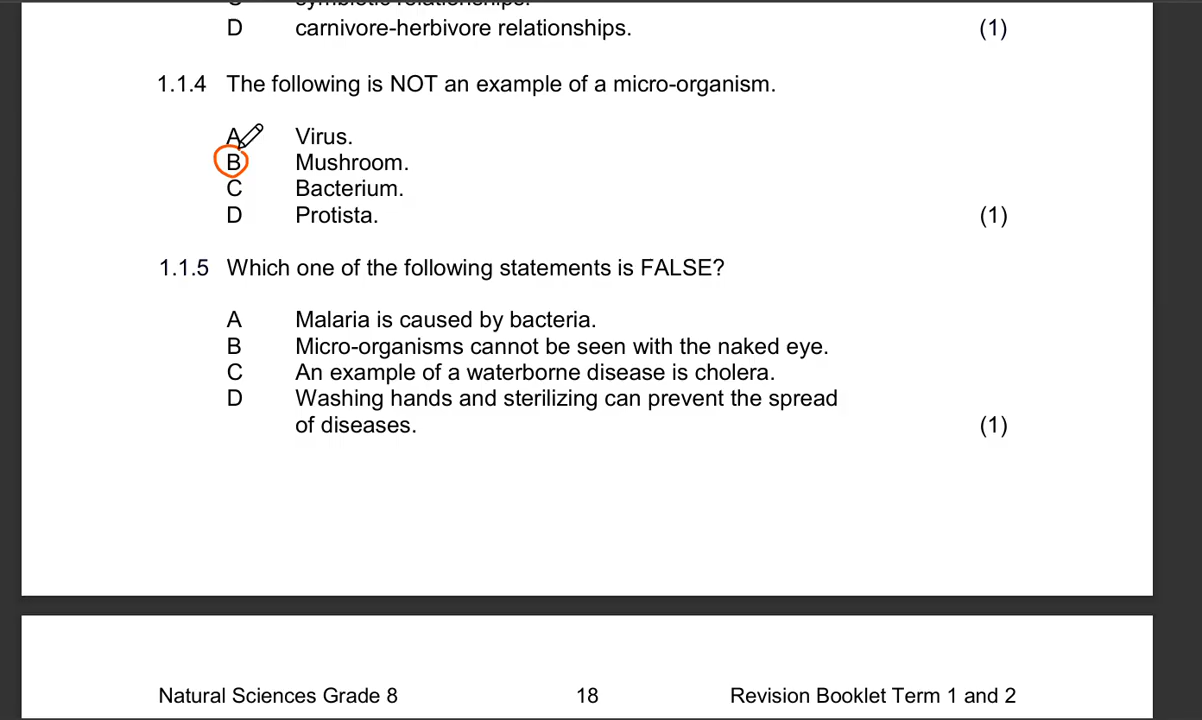 D carnivore-herbivore relationships. (1)
1.1.4 The following is NOT an example of a micro-organism.
A Virus.
B Mushroom.
C Bacterium.
D Protista. (1)
1.1.5 Which one of the following statements is FALSE?
A Malaria is caused by bacteria.
B Micro-organisms cannot be seen with the naked eye.
C An example of a waterborne disease is cholera.
D Washing hands and sterilizing can prevent the spread
of diseases. (1)
Natural Sciences Grade 8 18 Revision Booklet Term 1 and 2